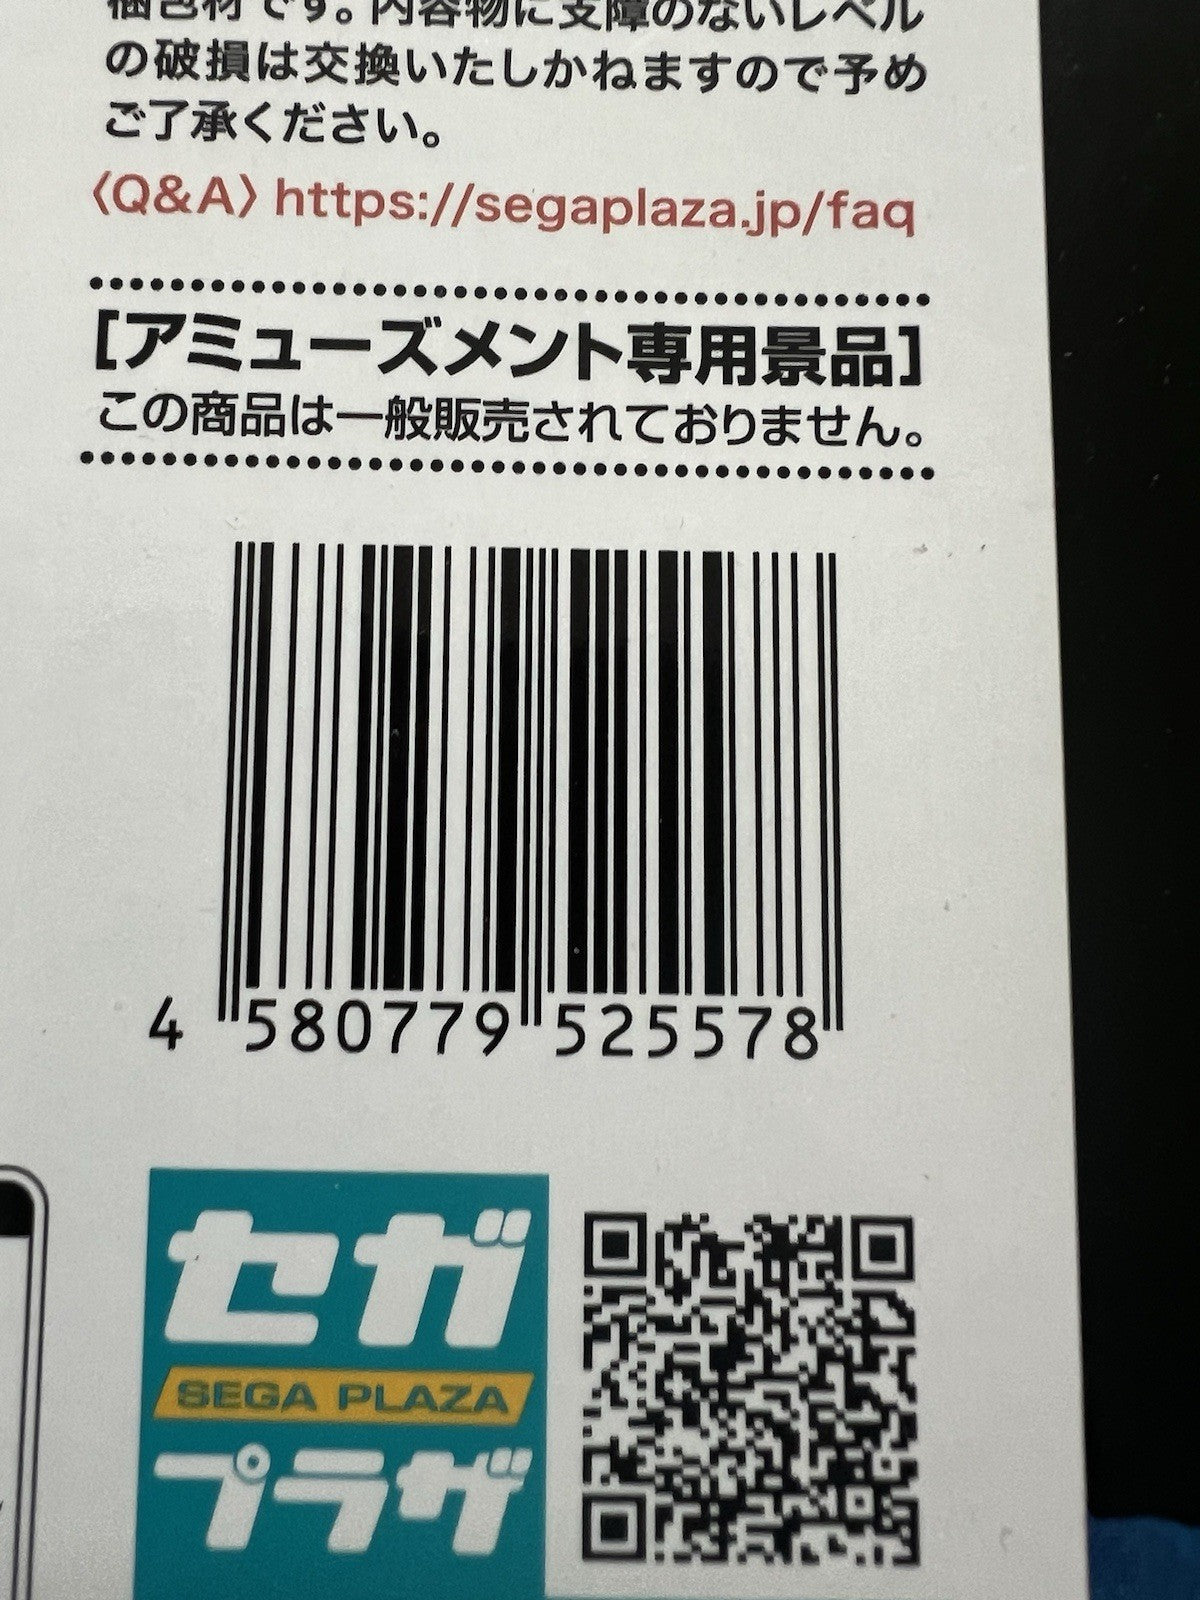 梱包材です。内容物に支障のないレベル
の破損は交換いたしかねますので予め
ご了承ください。
〈Q&A〉https://segaplaza.jp/faq
［アミューズメント専用景品］
この商品は一般販売されておりません。
4 580779 525578
セガ
SEGA PLAZA
プラザ